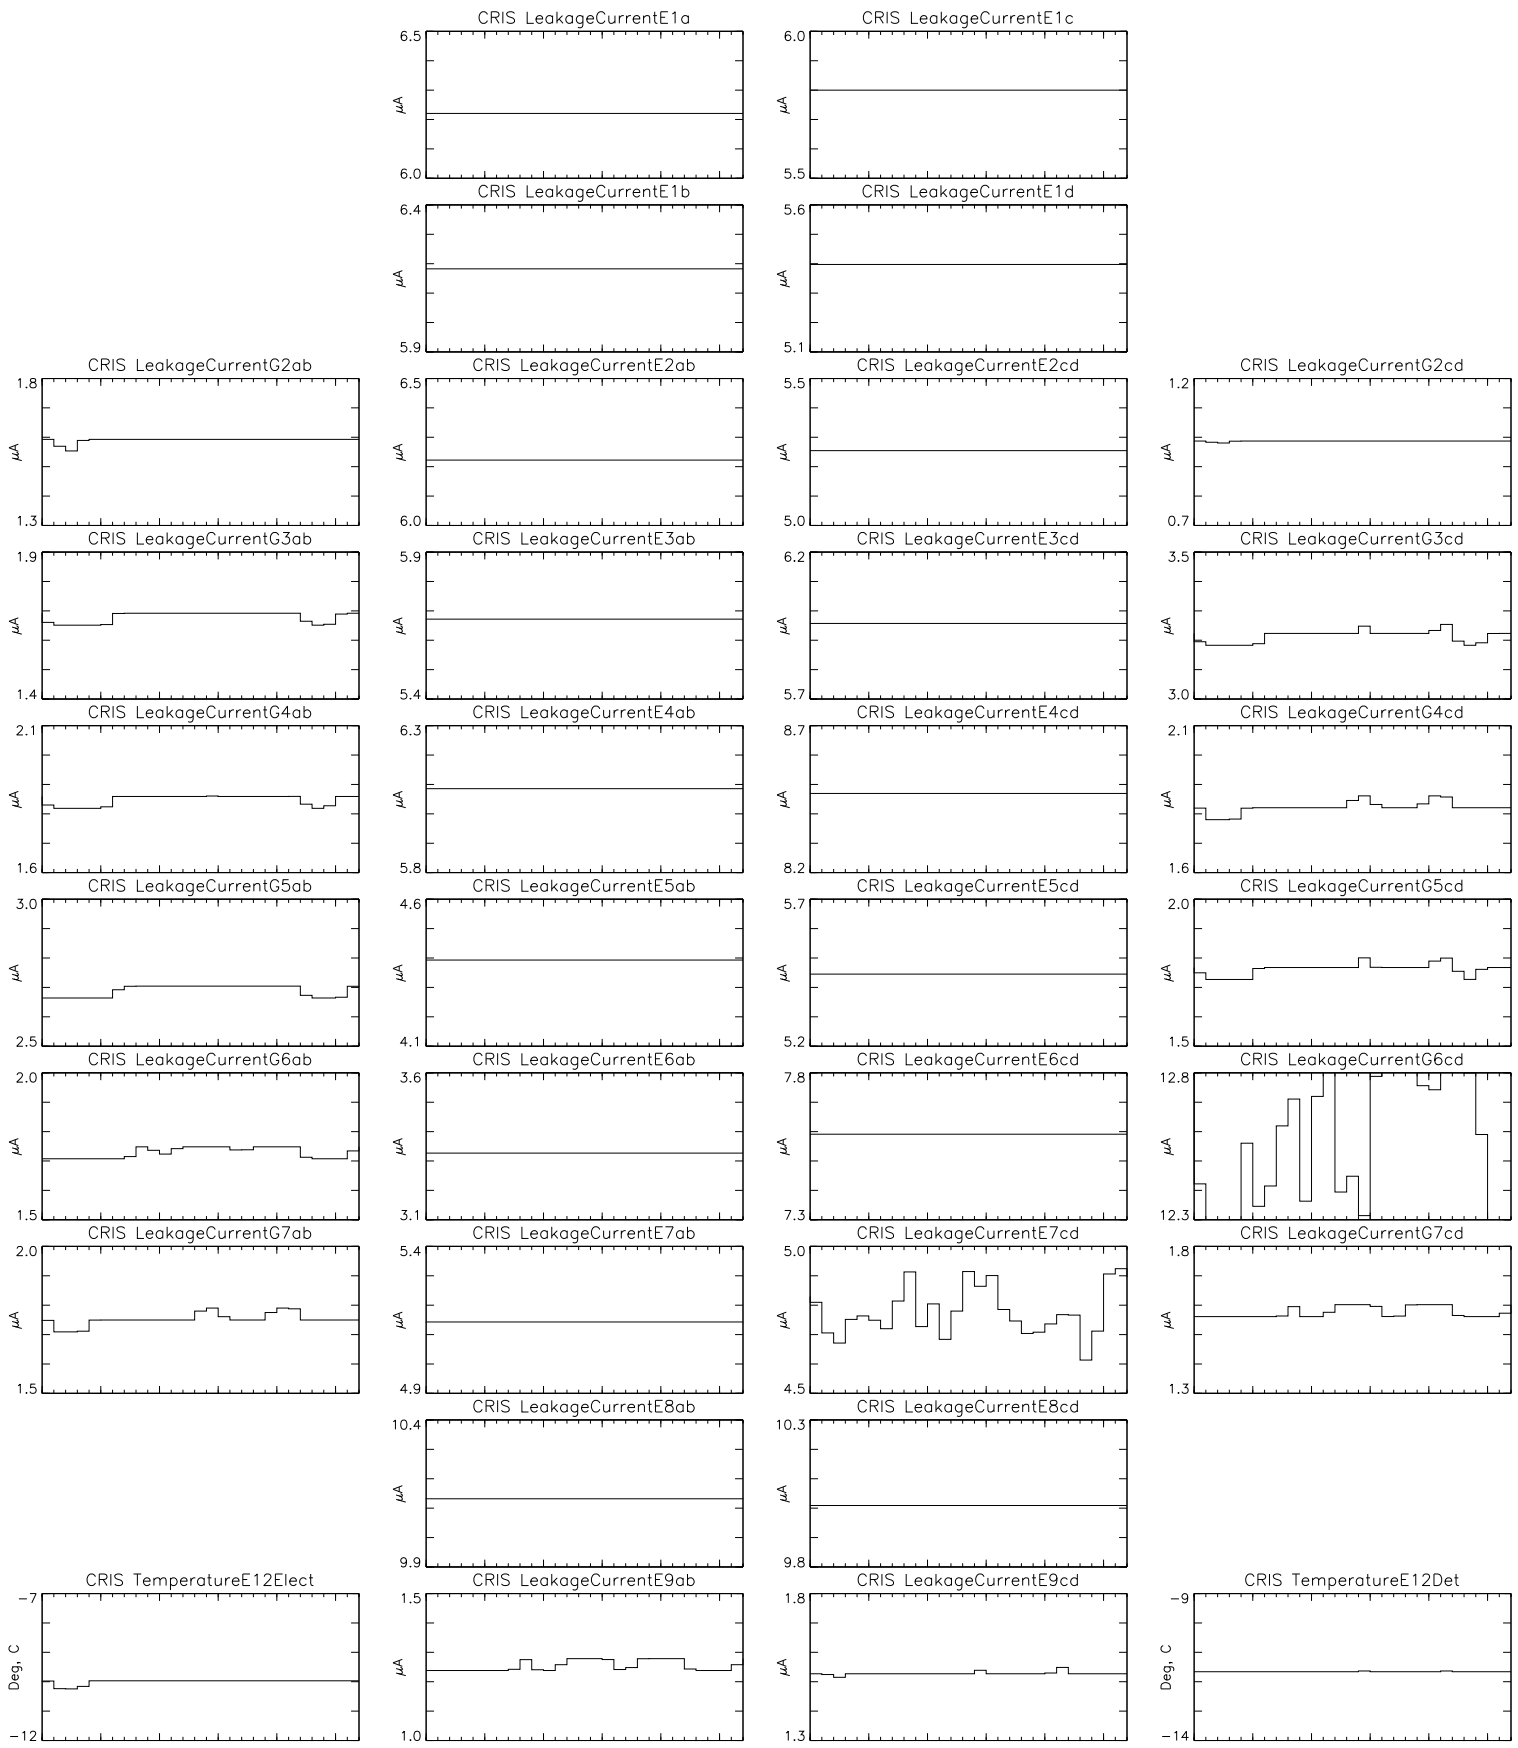 CRIS LeakageCurrentE1a
CRIS LeakageCurrentE1c
6.5
μA
6.0
6.0
μA
5.5
CRIS LeakageCurrentE1b
CRIS LeakageCurrentE1d
6.4
μA
5.9
5.6
μA
5.1
CRIS LeakageCurrentG2ab
CRIS LeakageCurrentE2ab
CRIS LeakageCurrentE2cd
CRIS LeakageCurrentG2cd
1.8
μA
1.3
6.5
μA
6.0
5.5
μA
5.0
1.2
μA
0.7
CRIS LeakageCurrentG3ab
CRIS LeakageCurrentE3ab
CRIS LeakageCurrentE3cd
CRIS LeakageCurrentG3cd
1.9
μA
1.4
5.9
μA
5.4
6.2
μA
5.7
3.5
μA
3.0
CRIS LeakageCurrentG4ab
CRIS LeakageCurrentE4ab
CRIS LeakageCurrentE4cd
CRIS LeakageCurrentG4cd
2.1
μA
1.6
6.3
μA
5.8
8.7
μA
8.2
2.1
μA
1.6
CRIS LeakageCurrentG5ab
CRIS LeakageCurrentE5ab
CRIS LeakageCurrentE5cd
CRIS LeakageCurrentG5cd
3.0
μA
2.5
4.6
μA
4.1
5.7
μA
5.2
2.0
μA
1.5
CRIS LeakageCurrentG6ab
CRIS LeakageCurrentE6ab
CRIS LeakageCurrentE6cd
CRIS LeakageCurrentG6cd
2.0
μA
1.5
3.6
μA
3.1
7.8
μA
7.3
12.8
μA
12.3
CRIS LeakageCurrentG7ab
CRIS LeakageCurrentE7ab
CRIS LeakageCurrentE7cd
CRIS LeakageCurrentG7cd
2.0
μA
1.5
5.4
μA
4.9
5.0
μA
4.5
1.8
μA
1.3
CRIS LeakageCurrentE8ab
CRIS LeakageCurrentE8cd
10.4
μA
9.9
10.3
μA
9.8
CRIS TemperatureE12Elect
CRIS LeakageCurrentE9ab
CRIS LeakageCurrentE9cd
CRIS TemperatureE12Det
-7
Deg, C
-12
1.5
μA
1.0
1.8
μA
1.3
-9
Deg, C
-14